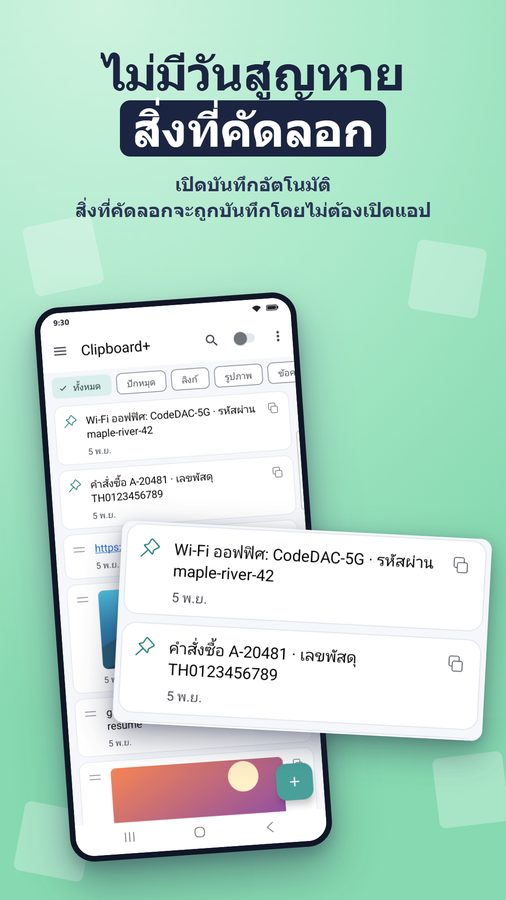 ไม่มีวันสูญหาย
สิ่งที่คัดลอก
เปิดบันทึกอัตโนมัติ
สิ่งที่คัดลอกจะถูกบันทึกโดยไม่ต้องเปิดแอป
9:30
Clipboard+
ทั้งหมด
ปักหมุด
ลิงก์
รูปภาพ
Wi-Fi ออฟฟิศ: CodeDAC-5G · รหัสผ่าน
maple-river-42
5 พ.ย.
คำสั่งซื้อ A-20481 · เลขพัสดุ
TH0123456789
5 พ.ย.
https:
5 พ.ย.
Wi-Fi ออฟฟิศ: CodeDAC-5G · รหัสผ่าน
maple-river-42
5 พ.ย.
คำสั่งซื้อ A-20481 · เลขพัสดุ
TH0123456789
5 พ.ย.
resume
5 พ.ย.
+